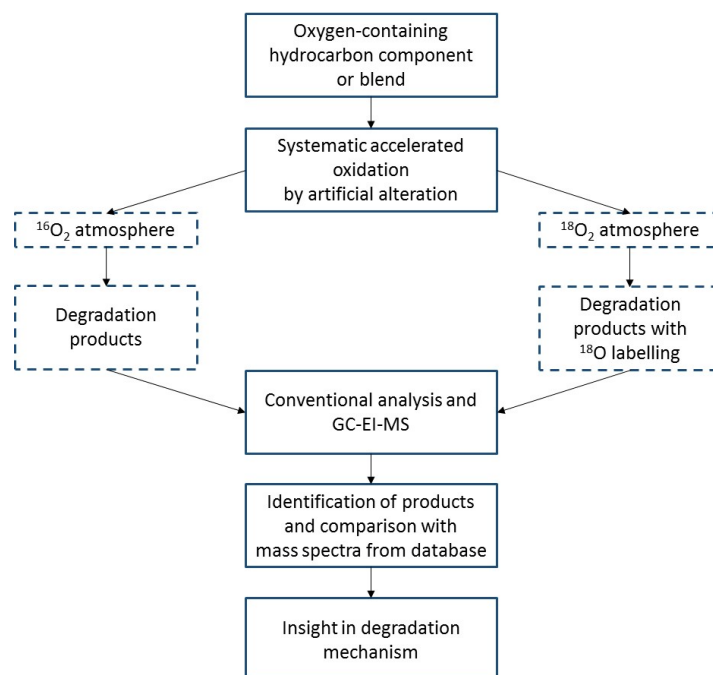 Oxygen-containing
hydrocarbon component
or blend
Systematic accelerated
oxidation
by artificial alteration
¹⁶O₂ atmosphere
¹⁸O₂ atmosphere
Degradation
products
Degradation
products with
¹⁸O labelling
Conventional analysis and
GC-EI-MS
Identification of products
and comparison with
mass spectra from database
Insight in degradation
mechanism